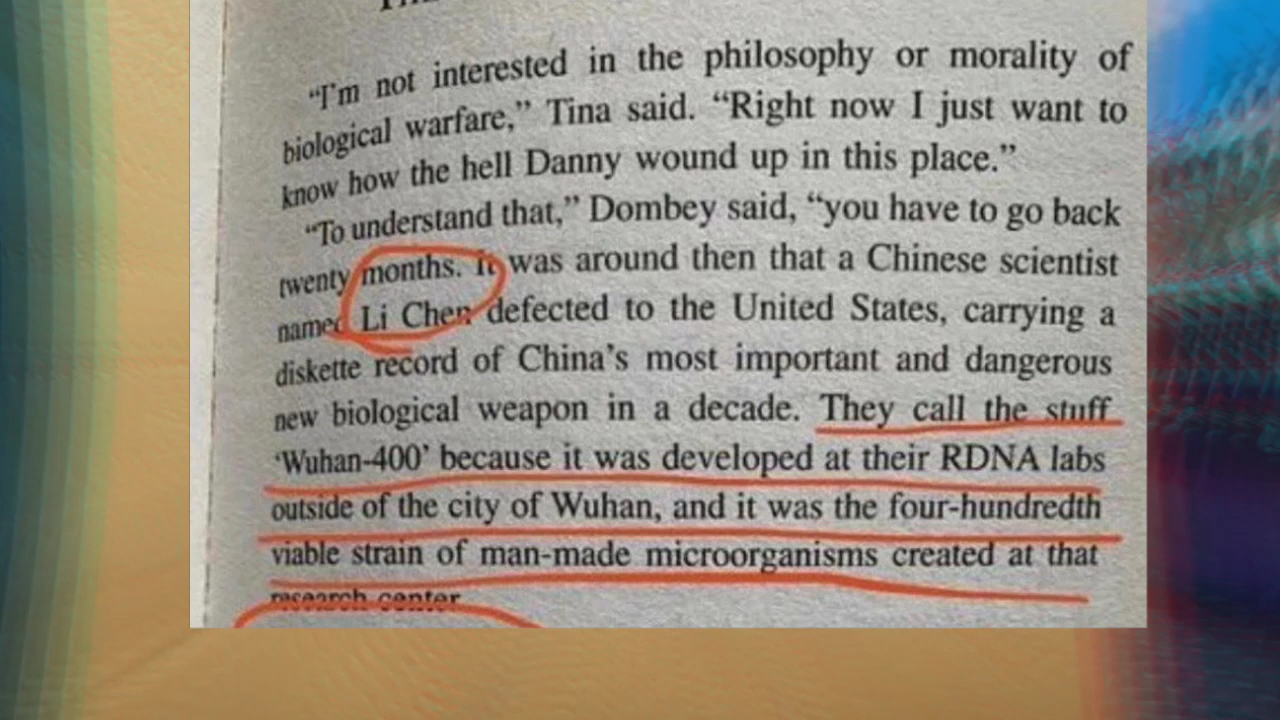 “I'm not interested in the philosophy or morality of
biological warfare,” Tina said. “Right now I just want to
know how the hell Danny wound up in this place.”
“To understand that,” Dombey said, “you have to go back
twenty months. It was around then that a Chinese scientist
named Li Chen defected to the United States, carrying a
diskette record of China's most important and dangerous
new biological weapon in a decade. They call the stuff
‘Wuhan-400’ because it was developed at their RDNA labs
outside of the city of Wuhan, and it was the four-hundredth
viable strain of man-made microorganisms created at that
research center